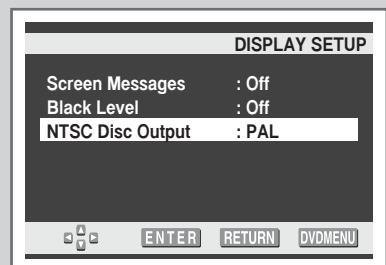 DISPLAY SETUP
Screen Messages : Off
Black Level : Off
NTSC Disc Output : PAL
ENTER RETURN DVDMENU